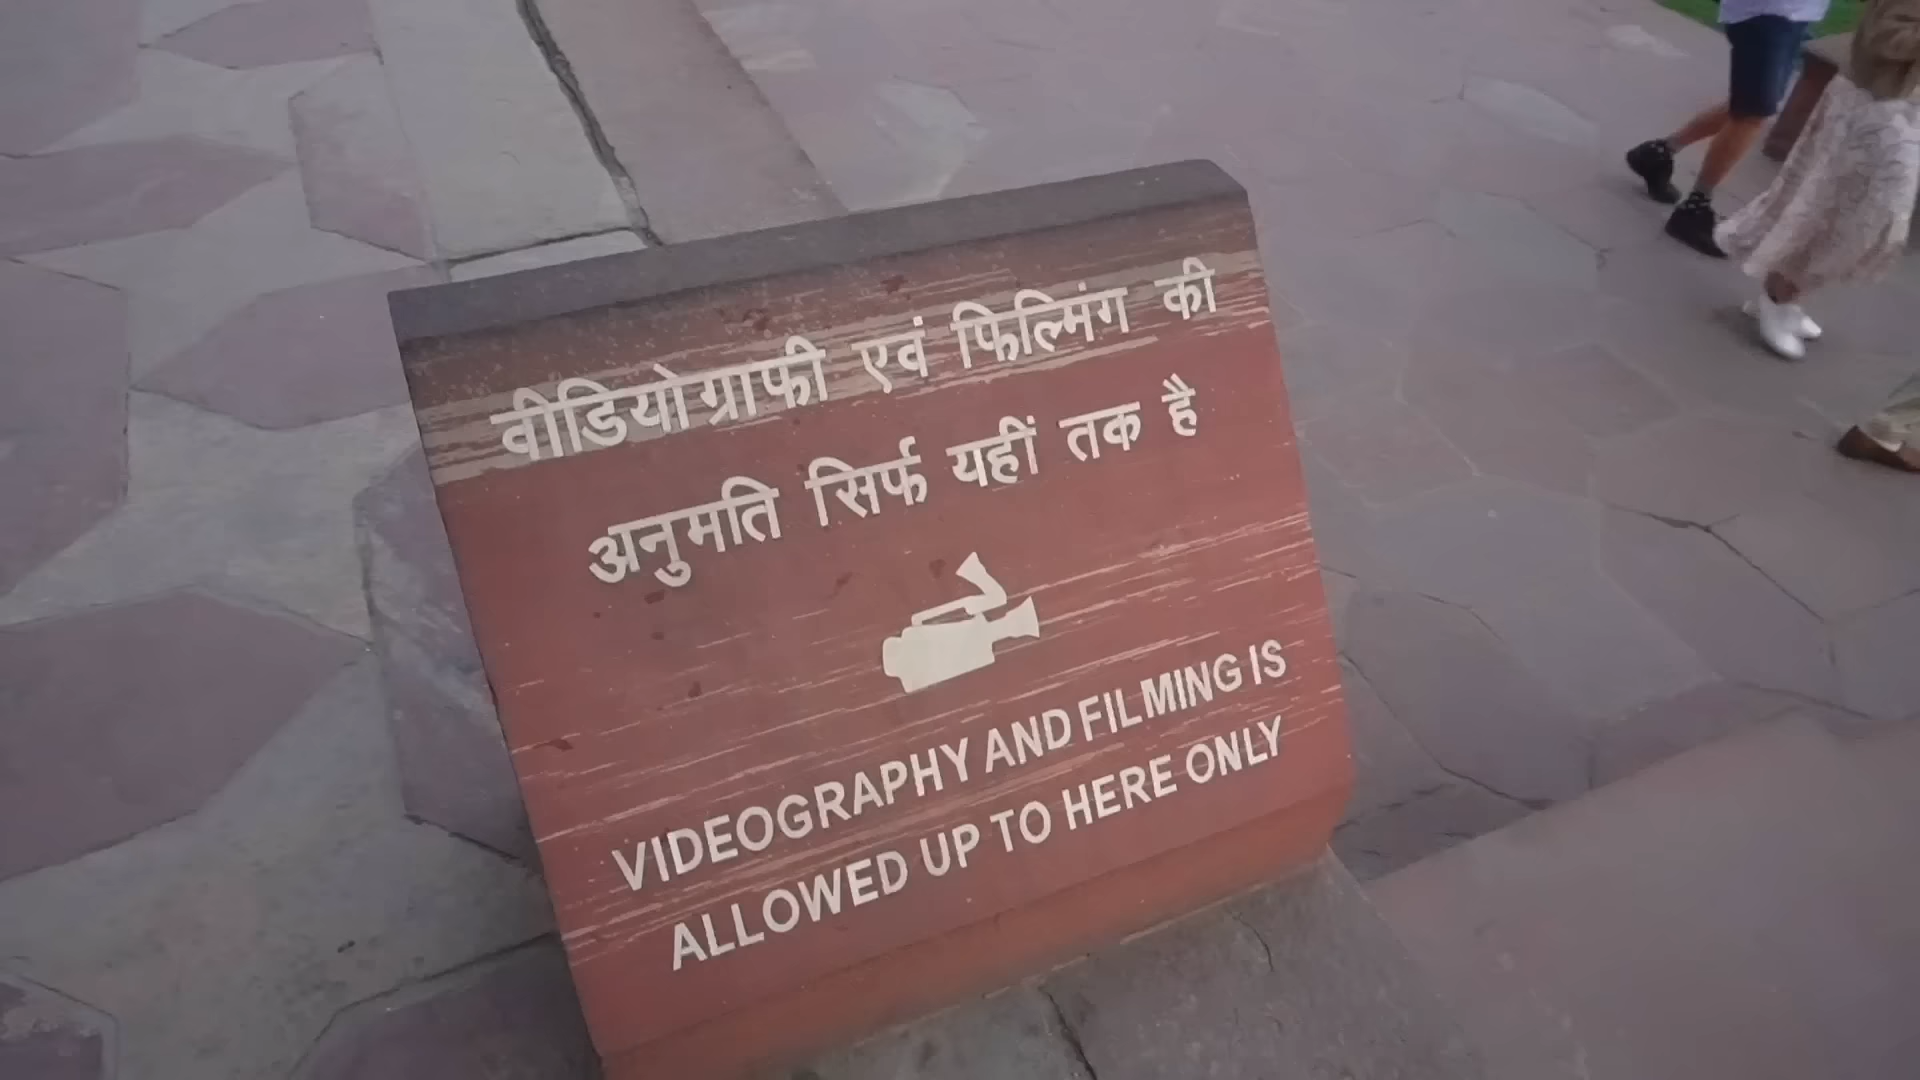 वीडियोग्राफी एवं फिल्मिंग की
अनुमति सिर्फ यहीं तक है
VIDEOGRAPHY AND FILMING IS
ALLOWED UP TO HERE ONLY